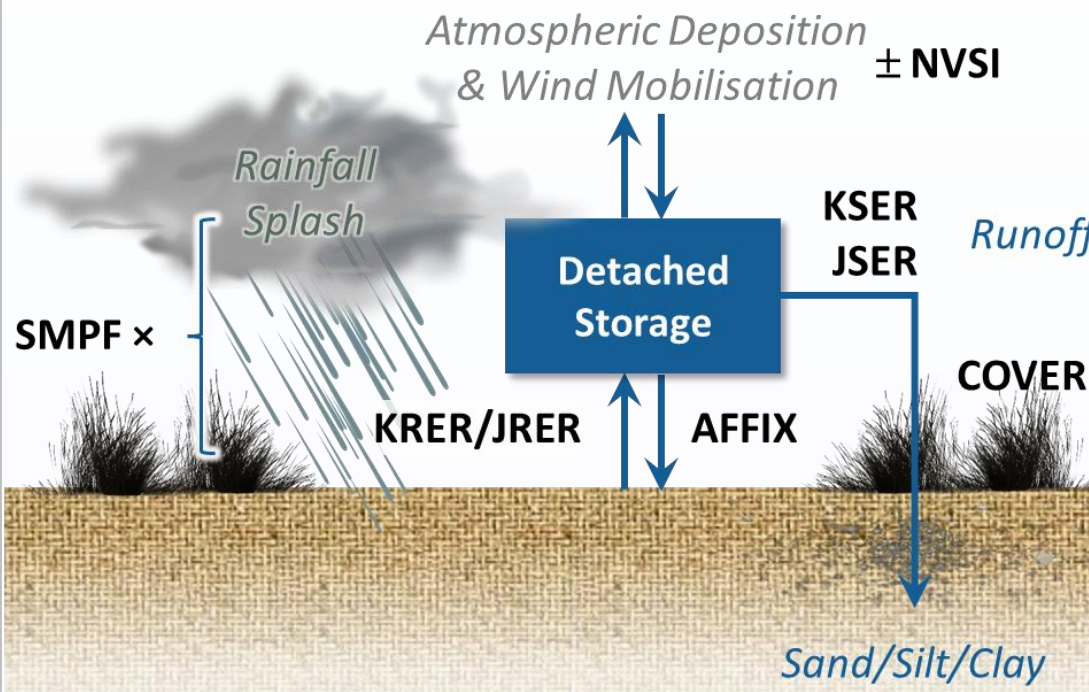 Atmospheric Deposition
& Wind Mobilisation
± NVSI
Rainfall
Splash
KSER
JSER
Runoff
Detached
Storage
SMPF ×
COVER
KRER/JRER
AFFIX
Sand/Silt/Clay